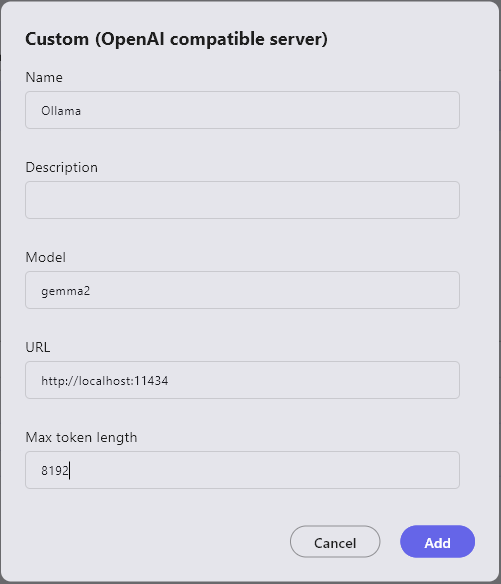 Custom (OpenAI compatible server)
Name
Ollama
Description
Model
gemma2
URL
http://localhost:11434
Max token length
8192
Cancel Add